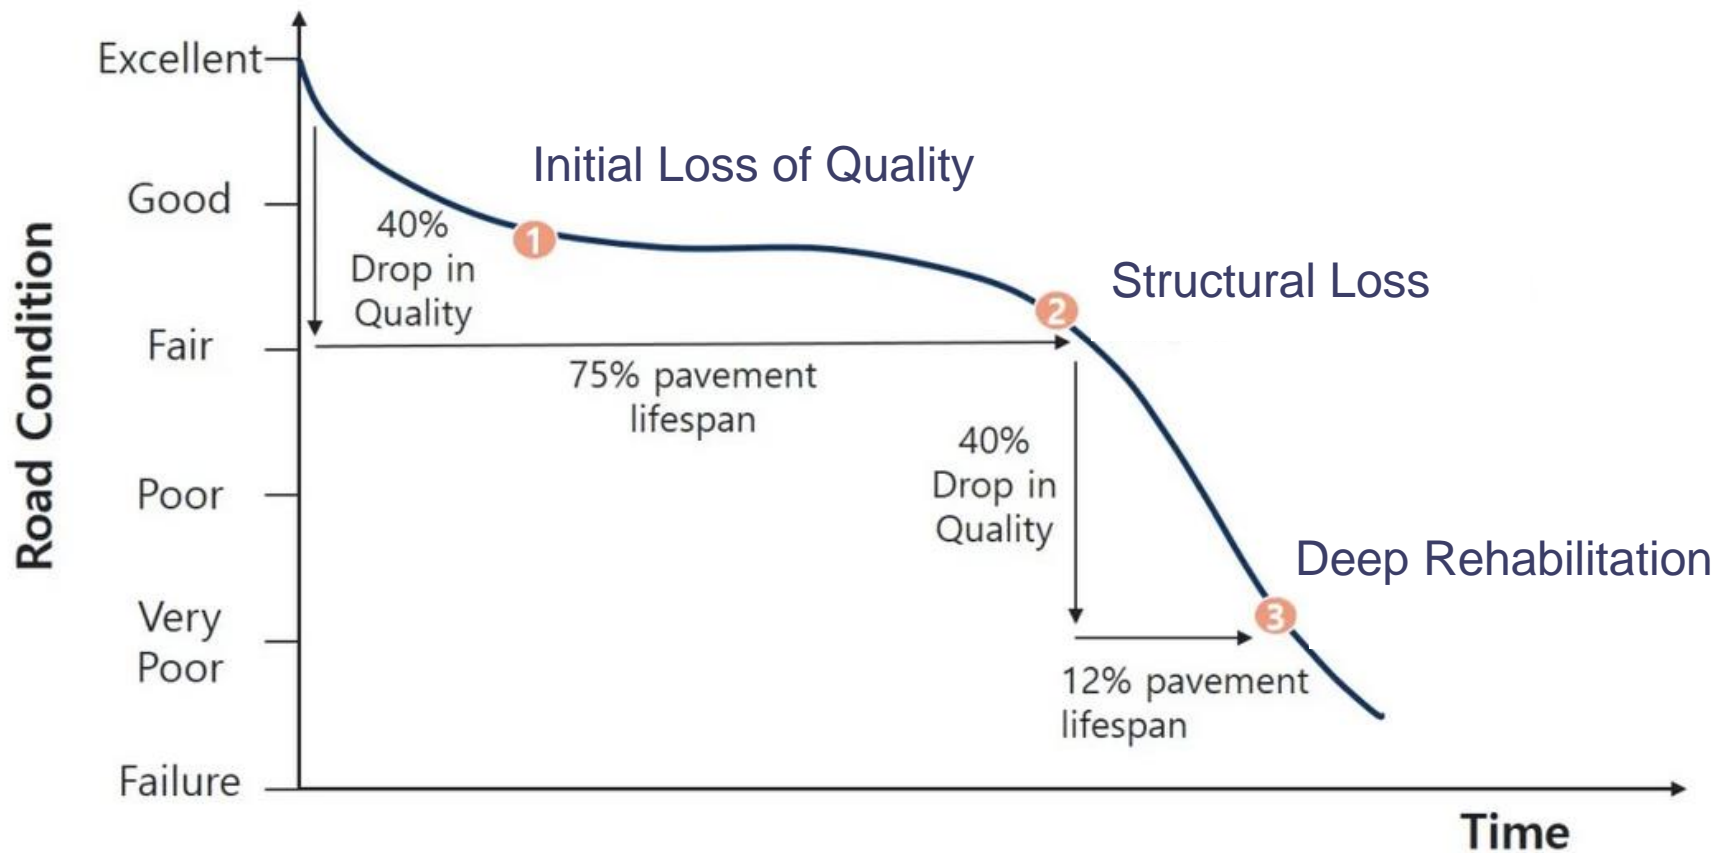 Excellent
Initial Loss of Quality
Good
40%
Drop in
Quality
1
Structural Loss
2
Fair
75% pavement
lifespan
Road Condition
40%
Drop in
Quality
Poor
Deep Rehabilitation
3
Very
Poor
12% pavement
lifespan
Failure
Time